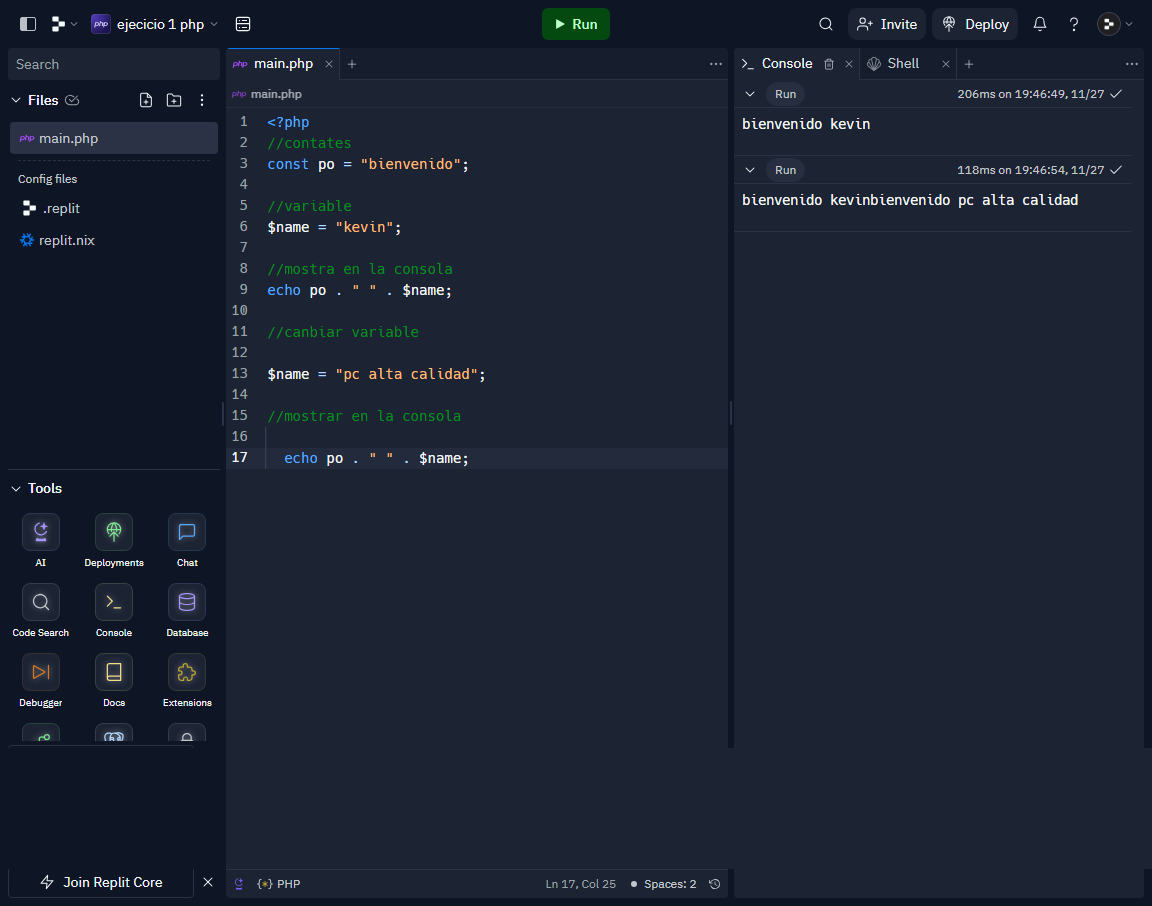 php ejecicio 1 php
Run
Invite
Deploy
Search
Files
php main.php
Config files
.replit
replit.nix
Tools
AI
Deployments
Chat
Code Search
Console
Database
Debugger
Docs
Extensions
Join Replit Core
php main.php
php main.php
1 <?php
2 //contates
3 const po = "bienvenido";
4
5 //variable
6 $name = "kevin";
7
8 //mostra en la consola
9 echo po . " " . $name;
10
11 //canbiar variable
12
13 $name = "pc alta calidad";
14
15 //mostrar en la consola
16
17 echo po . " " . $name;
{*} PHP
Ln 17, Col 25
Spaces: 2
Console
Shell
Run 206ms on 19:46:49, 11/27
bienvenido kevin
Run 118ms on 19:46:54, 11/27
bienvenido kevinbienvenido pc alta calidad